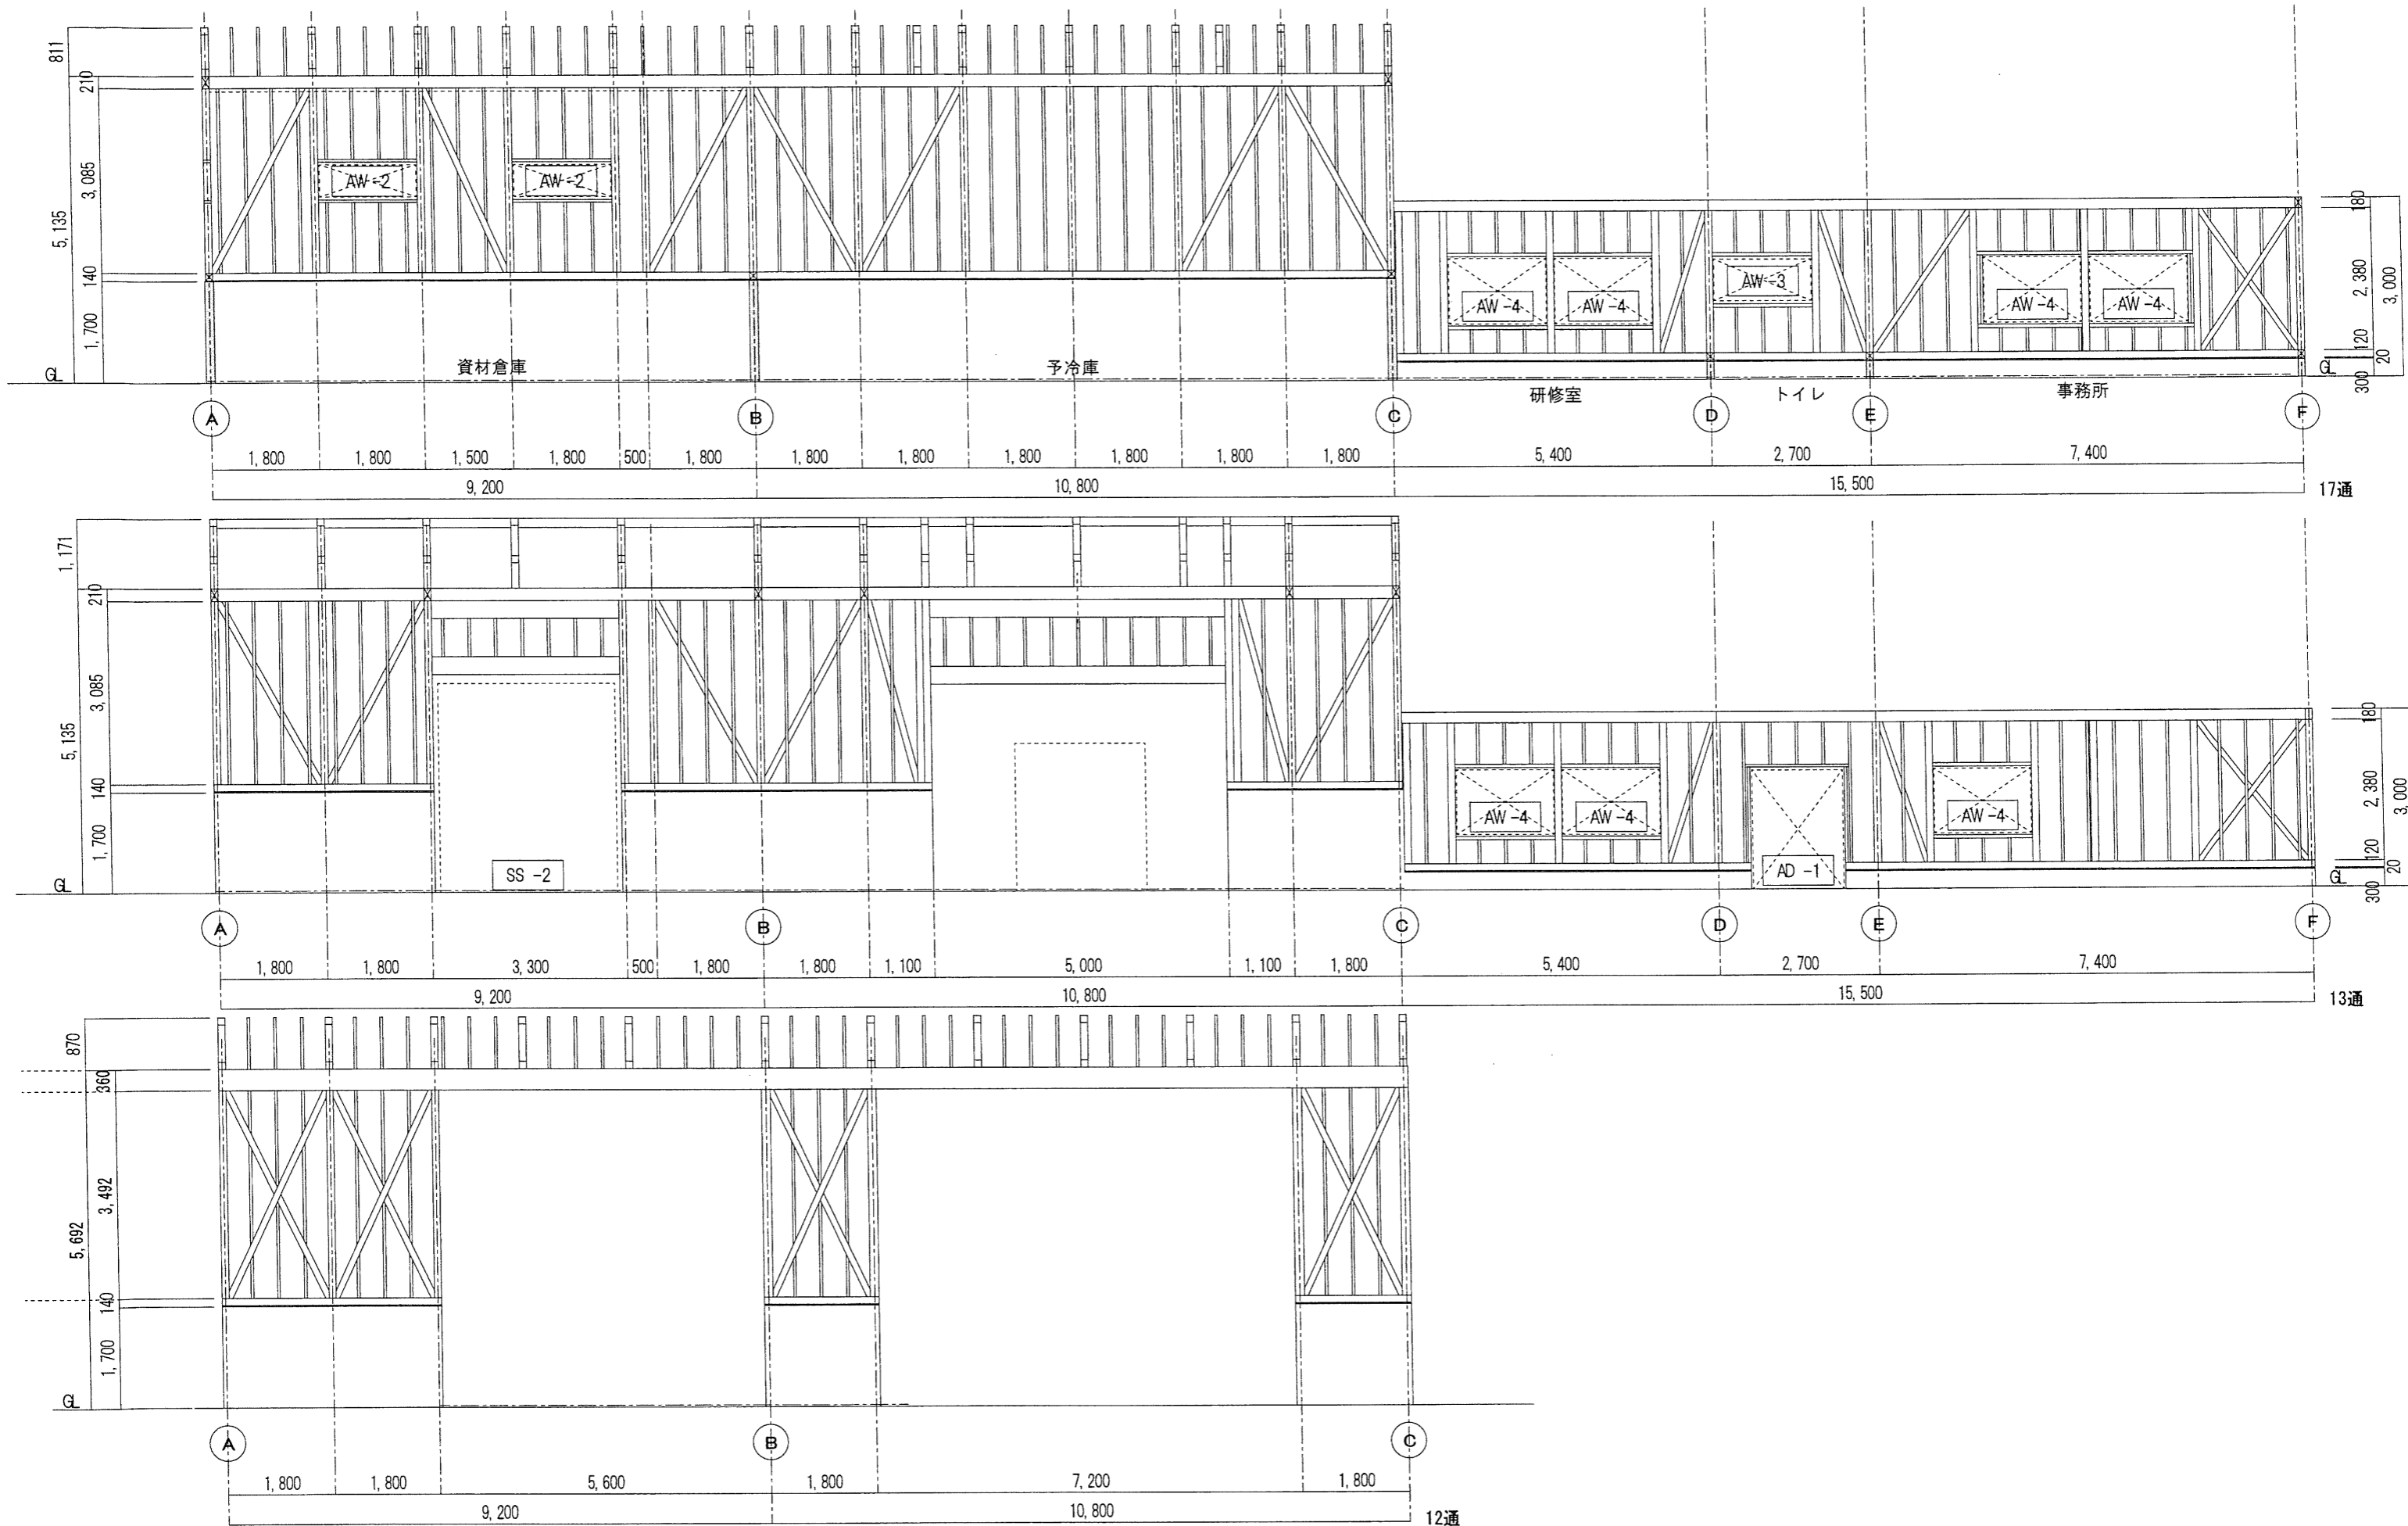 811
210
3,085
5,135
140
1,700
GL
AW-2
AW-2
資材倉庫
予冷庫
AW-4
AW-4
AW-3
AW-4
AW-4
180
2,380
3,000
120
20
300
GL
研修室
トイレ
事務所
A
B
C
D
E
F
1,800
1,800
1,500
1,800
500
1,800
1,800
1,800
1,800
1,800
1,800
1,800
5,400
2,700
7,400
9,200
10,800
15,500
17通
1,171
210
3,085
5,135
140
1,700
GL
SS-2
AW-4
AW-4
AD-1
AW-4
180
2,380
3,000
120
20
300
GL
A
B
C
D
E
F
1,800
1,800
3,300
500
1,800
1,800
1,100
5,000
1,100
1,800
5,400
2,700
7,400
9,200
10,800
15,500
13通
870
360
3,492
5,692
140
1,700
GL
A
B
C
1,800
1,800
5,600
1,800
7,200
1,800
9,200
10,800
12通